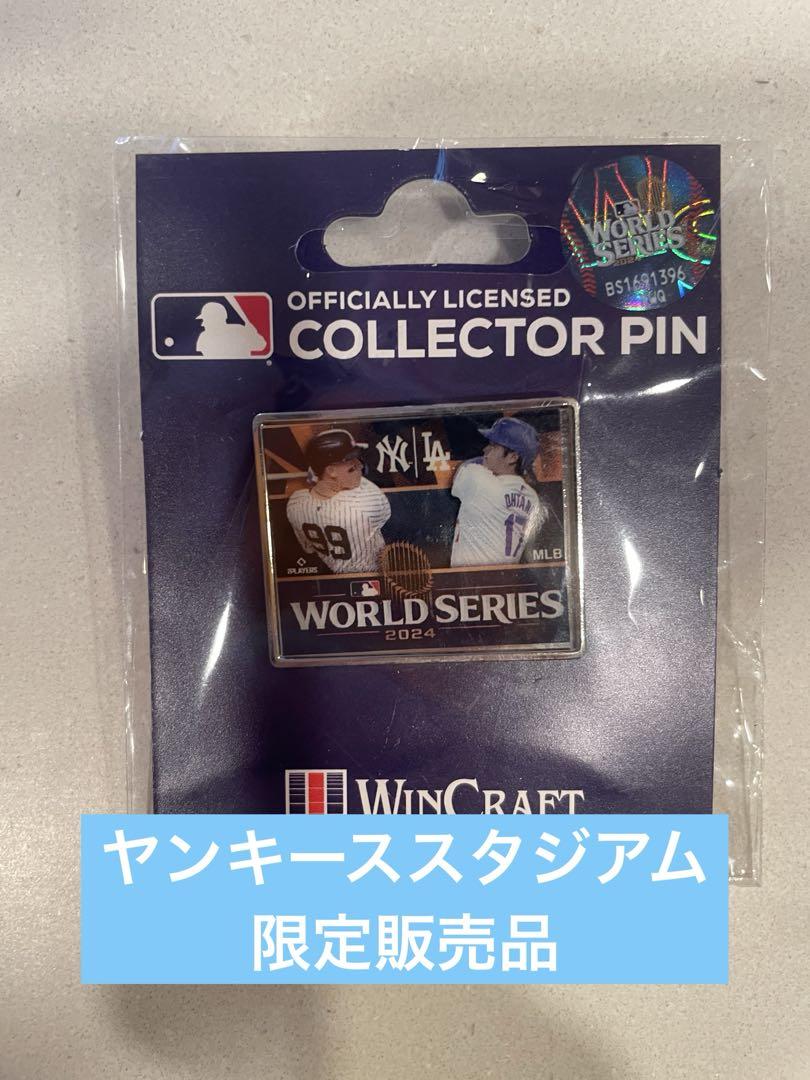 WORLD
SERIES
2024
BS1691396
OFFICIALLY LICENSED
COLLECTOR PIN
NY LA
99
OHTANI
17
PLAYERS
MLB
WORLD SERIES
2024
WINCRAFT
ヤンキーススタジアム
限定販売品